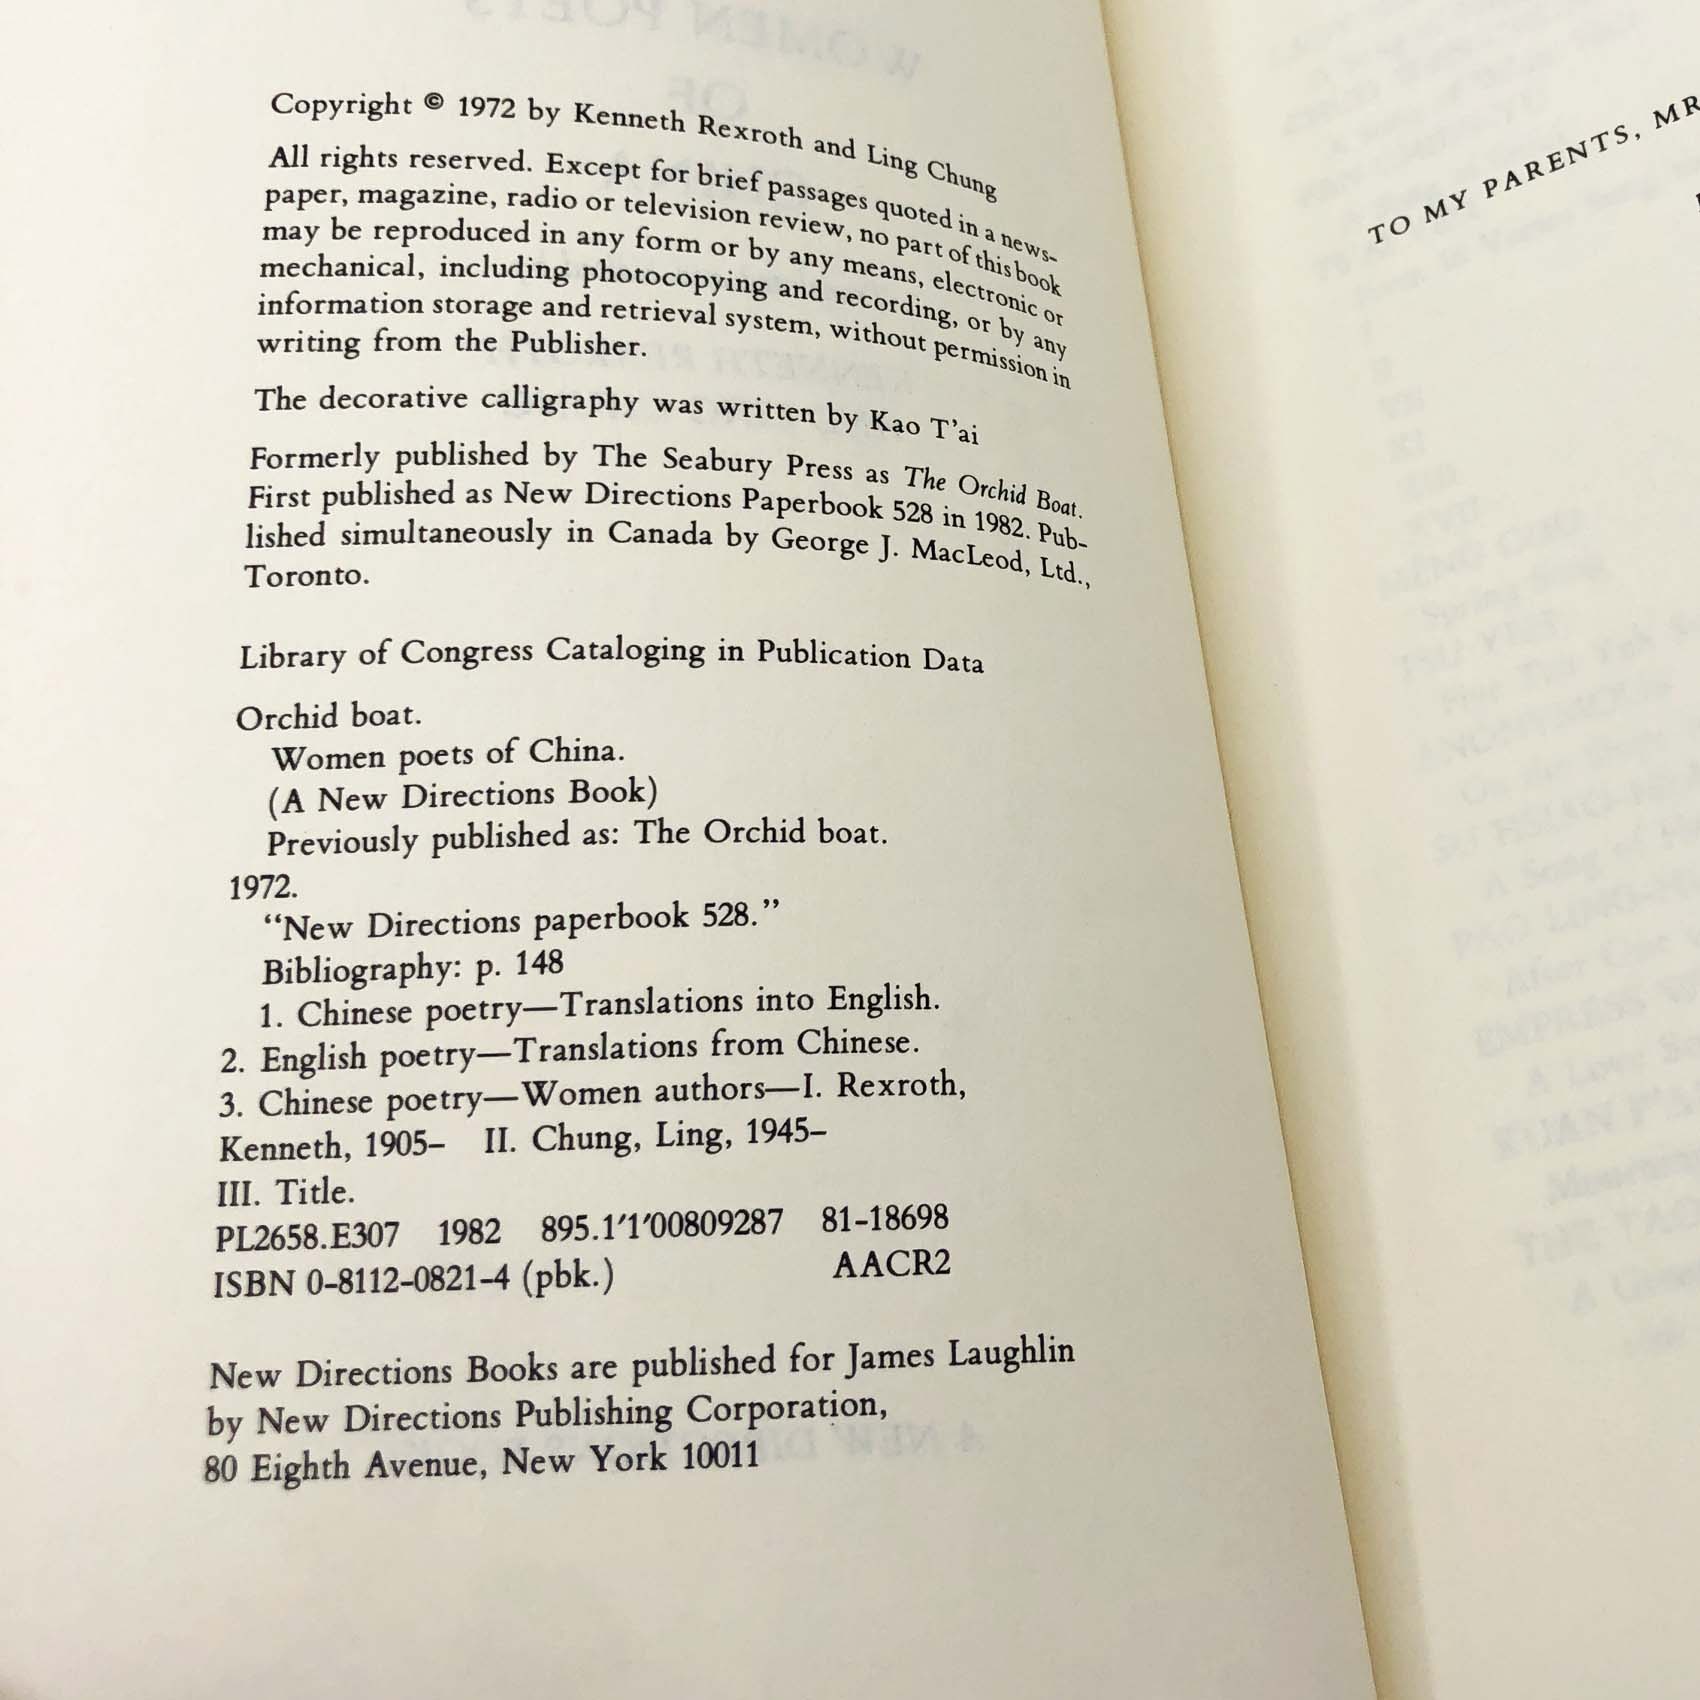 Copyright © 1972 by Kenneth Rexroth and Ling Chung
All rights reserved. Except for brief passages quoted in a news-
paper, magazine, radio or television review, no part of this book
may be reproduced in any form or by any means, electronic or
mechanical, including photocopying and recording, or by any
information storage and retrieval system, without permission in
writing from the Publisher.
The decorative calligraphy was written by Kao T'ai
Formerly published by The Seabury Press as The Orchid Boat.
First published as New Directions Paperbook 528 in 1982. Pub-
lished simultaneously in Canada by George J. MacLeod, Ltd.,
Toronto.
Library of Congress Cataloging in Publication Data
Orchid boat.
Women poets of China.
(A New Directions Book)
Previously published as: The Orchid boat.
1972.
“New Directions paperbook 528.”
Bibliography: p. 148
1. Chinese poetry—Translations into English.
2. English poetry—Translations from Chinese.
3. Chinese poetry—Women authors—I. Rexroth,
Kenneth, 1905– II. Chung, Ling, 1945–
III. Title.
PL2658.E307 1982 895.1'1'00809287 81-18698
ISBN 0-8112-0821-4 (pbk.) AACR2
New Directions Books are published for James Laughlin
by New Directions Publishing Corporation,
80 Eighth Avenue, New York 10011
TO MY PARENTS, MR